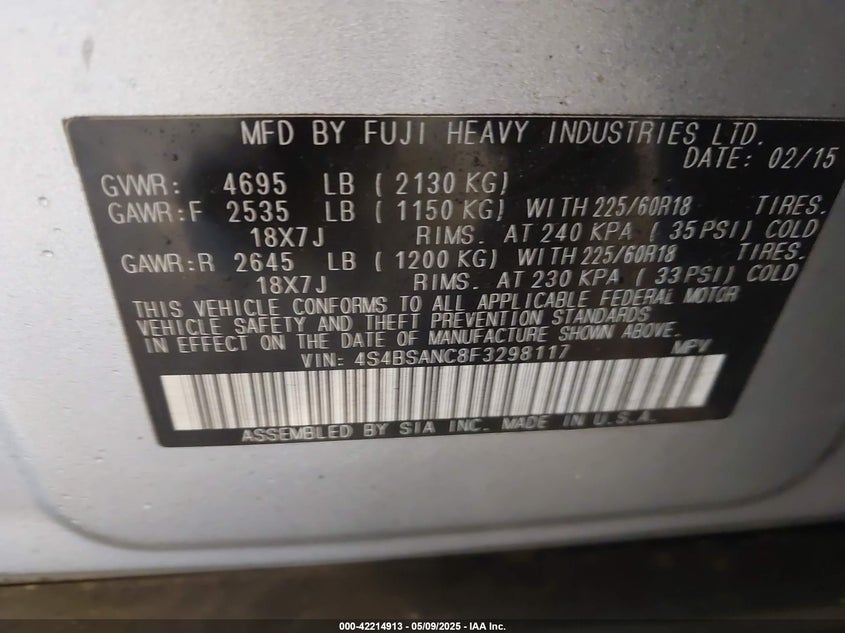 MFD BY FUJI HEAVY INDUSTRIES LTD.
DATE: 02/15
GVWR: 4695 LB ( 2130 KG)
GAWR:F 2535 LB ( 1150 KG) WITH 225/60R18 TIRES.
18X7J RIMS. AT 240 KPA ( 35 PSI) COLD
GAWR:R 2645 LB ( 1200 KG) WITH 225/60R18 TIRES.
18X7J RIMS. AT 230 KPA ( 33 PSI) COLD
THIS VEHICLE CONFORMS TO ALL APPLICABLE FEDERAL MOTOR
VEHICLE SAFETY AND THEFT PREVENTION STANDARDS
IN EFFECT ON THE DATE OF MANUFACTURE SHOWN ABOVE.
VIN: 4S4BSANC8F3298117 MPV
ASSEMBLED BY SIA INC. MADE IN U.S.A.
000-42214913 - 05/09/2025 - IAA Inc.